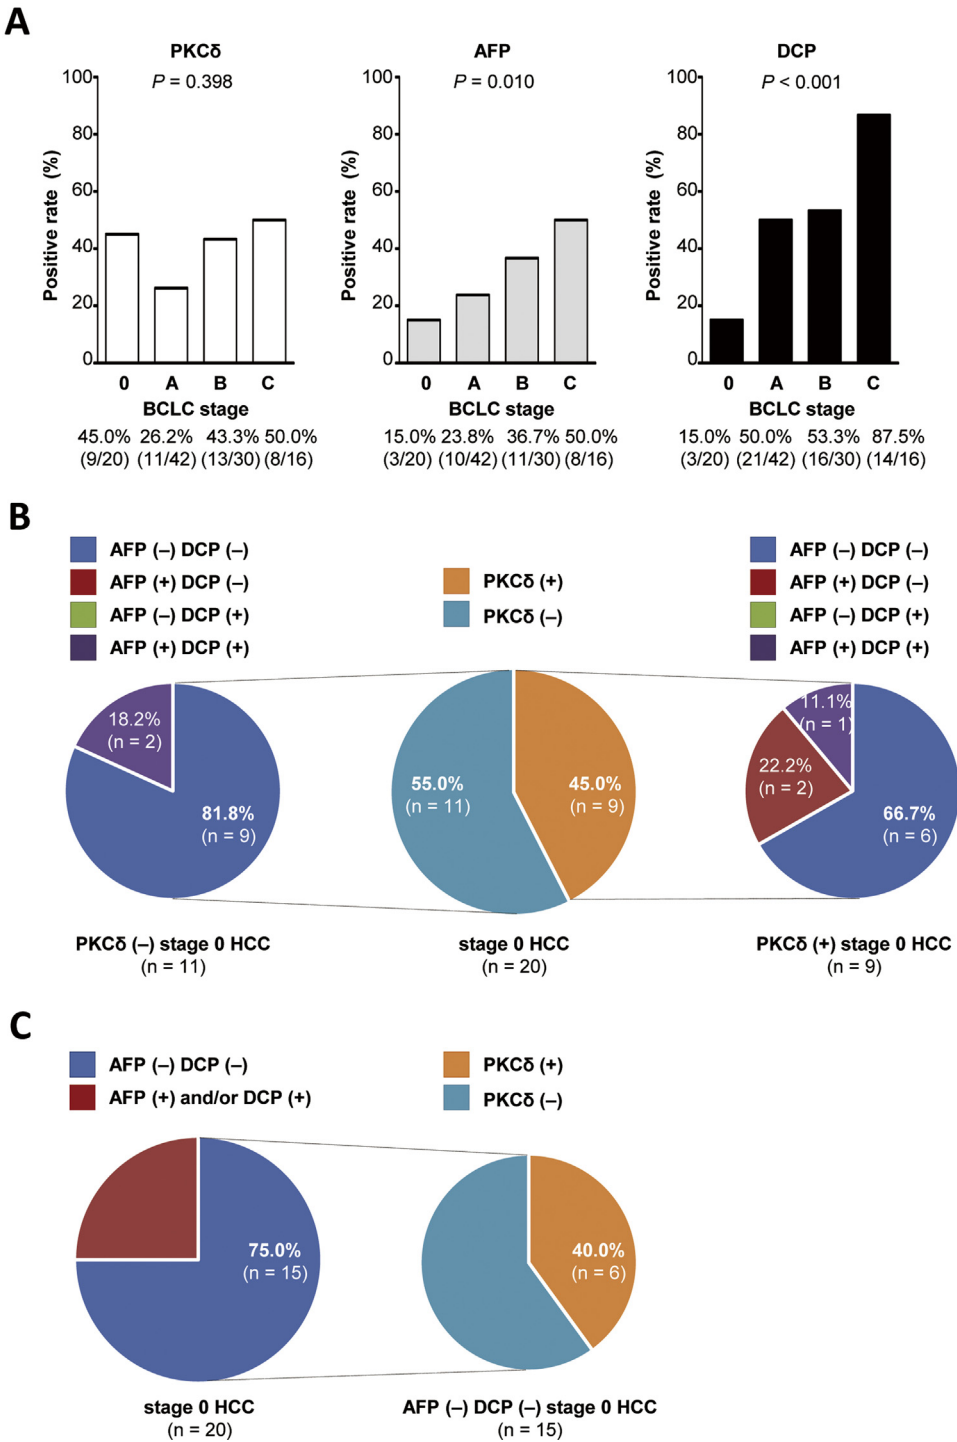 A
PKCδ
P = 0.398
Positive rate (%)
100
80
60
40
20
0
0 A B C
BCLC stage
45.0% 26.2% 43.3% 50.0%
(9/20) (11/42) (13/30) (8/16)
AFP
P = 0.010
Positive rate (%)
100
80
60
40
20
0
0 A B C
BCLC stage
15.0% 23.8% 36.7% 50.0%
(3/20) (10/42) (11/30) (8/16)
DCP
P < 0.001
Positive rate (%)
100
80
60
40
20
0
0 A B C
BCLC stage
15.0% 50.0% 53.3% 87.5%
(3/20) (21/42) (16/30) (14/16)
B
AFP (–) DCP (–)
AFP (+) DCP (–)
AFP (–) DCP (+)
AFP (+) DCP (+)
18.2%
(n = 2)
81.8%
(n = 9)
PKCδ (–) stage 0 HCC
(n = 11)
PKCδ (+)
PKCδ (–)
55.0%
(n = 11)
45.0%
(n = 9)
stage 0 HCC
(n = 20)
AFP (–) DCP (–)
AFP (+) DCP (–)
AFP (–) DCP (+)
AFP (+) DCP (+)
11.1%
(n = 1)
22.2%
(n = 2)
66.7%
(n = 6)
PKCδ (+) stage 0 HCC
(n = 9)
C
AFP (–) DCP (–)
AFP (+) and/or DCP (+)
75.0%
(n = 15)
stage 0 HCC
(n = 20)
PKCδ (+)
PKCδ (–)
40.0%
(n = 6)
AFP (–) DCP (–) stage 0 HCC
(n = 15)